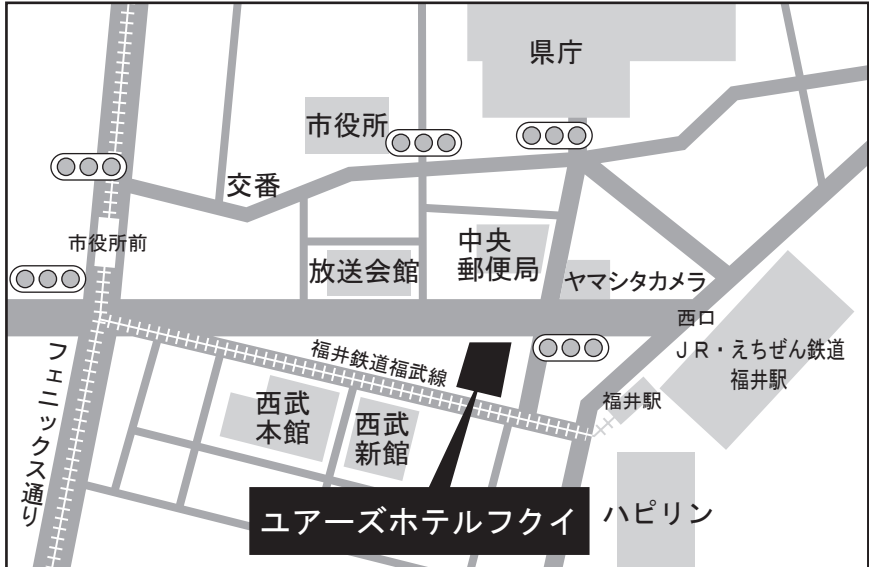 県庁
市役所
交番
市役所前
中央
郵便局
放送会館
ヤマシタカメラ
西口
JR・えちぜん鉄道
福井駅
福井鉄道福武線
フェニックス通り
福井駅
西武
本館
西武
新館
ユアーズホテルフクイ
ハピリン